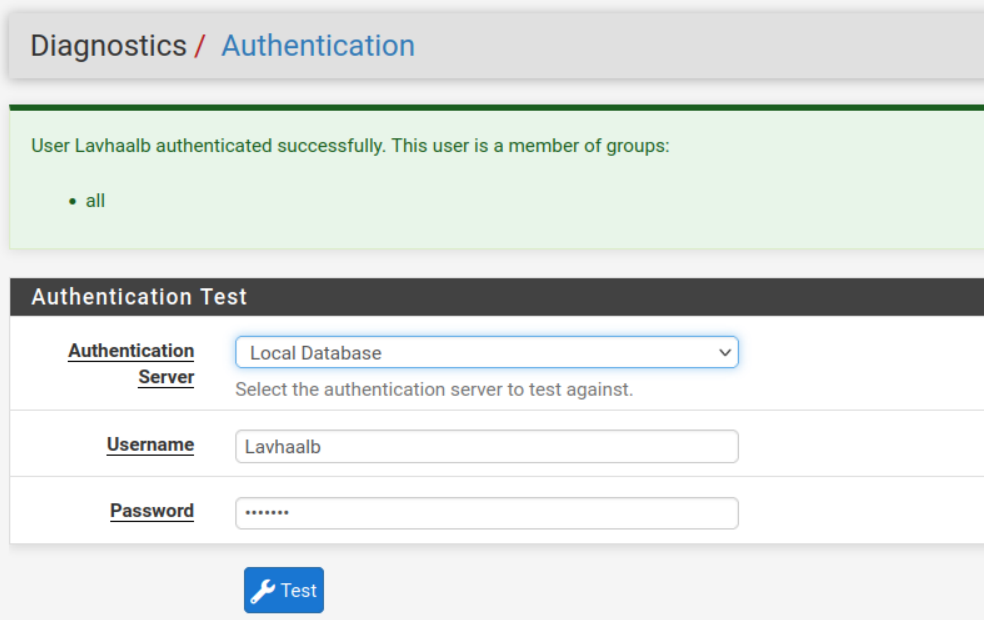 Diagnostics / Authentication
User Lavhaalb authenticated successfully. This user is a member of groups:
• all
Authentication Test
Authentication Server
Local Database
Select the authentication server to test against.
Username
Lavhaalb
Password
•••••••
Test